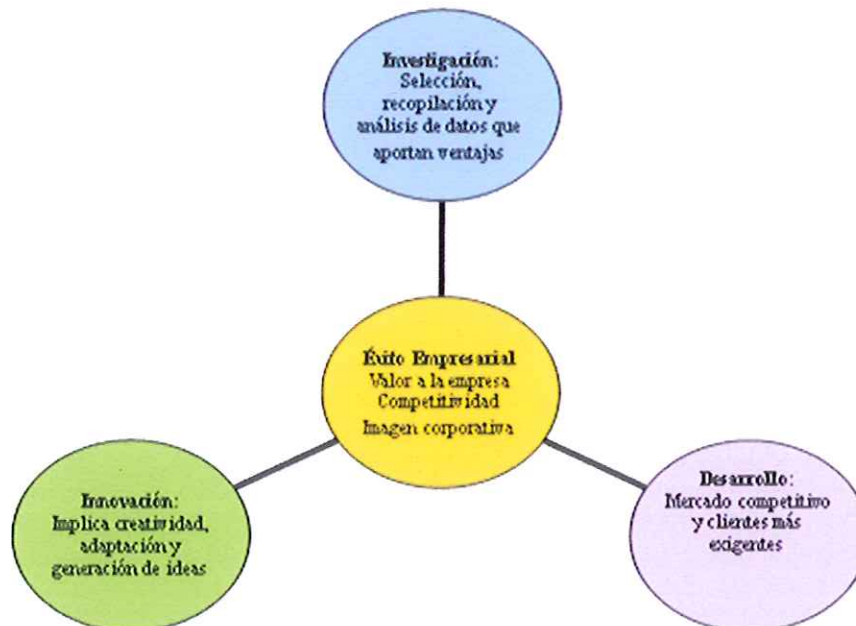 Investigación:
Selección,
recopilación y
análisis de datos que
aportan ventajas
Éxito Empresarial
Valor a la empresa
Competitividad
Imagen corporativa
Innovación:
Implica creatividad,
adaptación y
generación de ideas
Desarrollo:
Mercado competitivo
y clientes más
exigentes